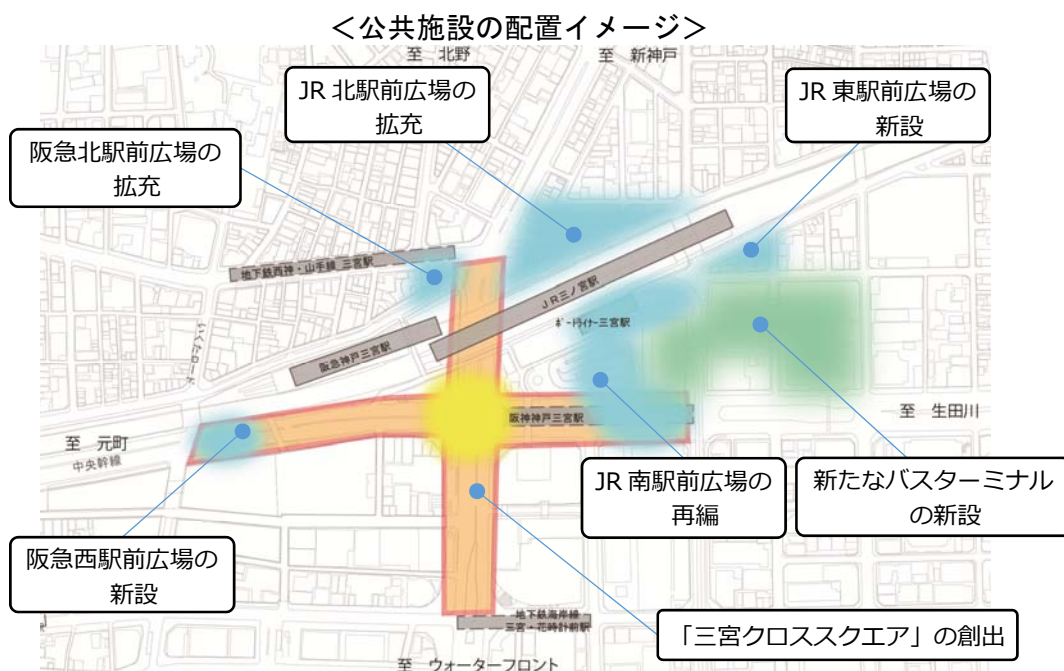 ＜公共施設の配置イメージ＞
至 北野
至 新神戸
JR 北駅前広場の
拡充
JR 東駅前広場の
新設
阪急北駅前広場の
拡充
地下鉄西神・山手線 三宮駅
JR三ノ宮駅
ポートライナー三宮駅
いくたロード
阪急神戸三宮駅
阪神神戸三宮駅
至 生田川
至 元町
中央幹線
JR 南駅前広場の
再編
新たなバスターミナル
の新設
阪急西駅前広場の
新設
地下鉄海岸線
三宮・花時計前駅
「三宮クロススクエア」の創出
至 ウォーターフロント